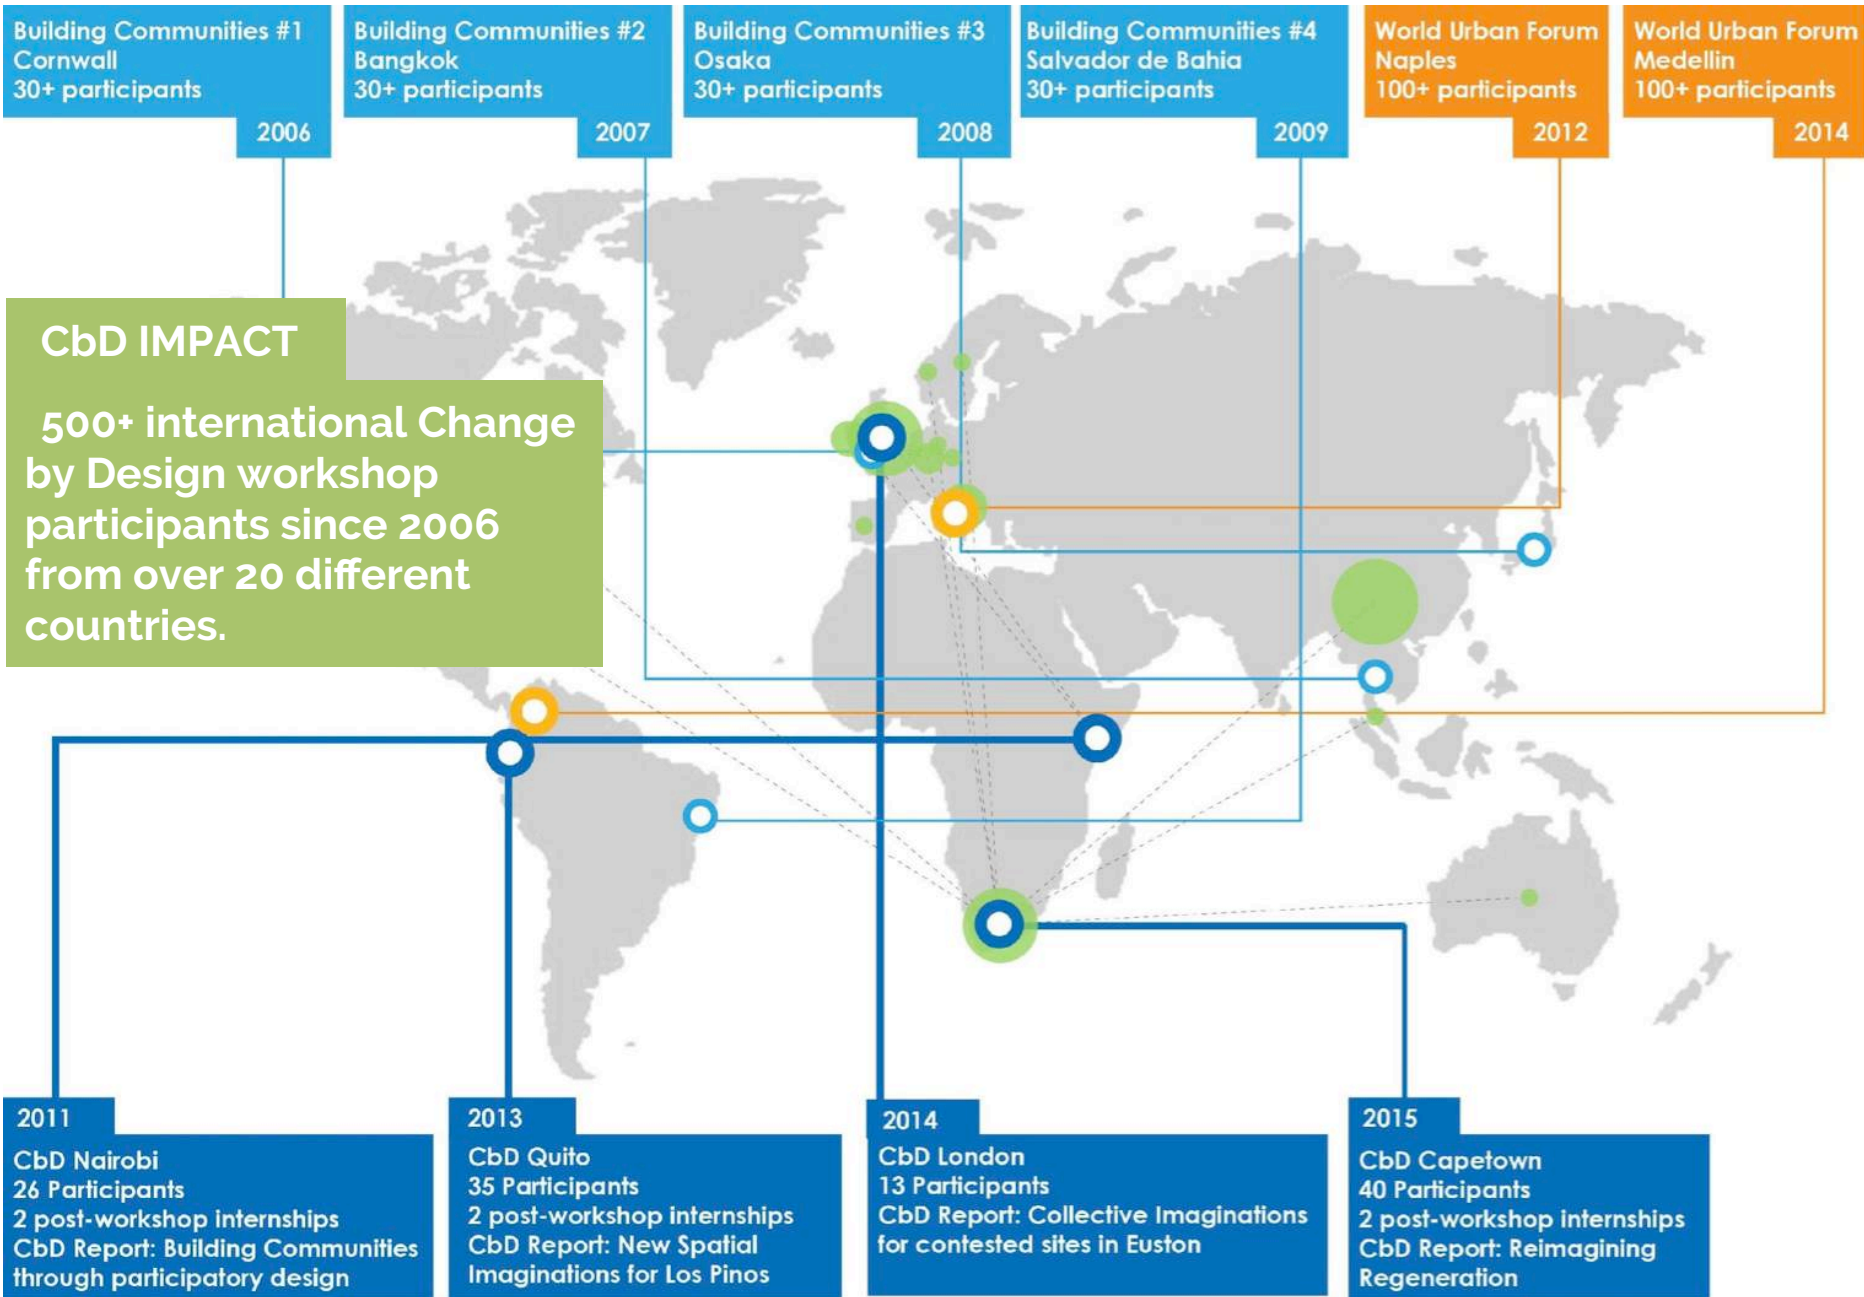 Building Communities #1
Cornwall
30+ participants
2006
Building Communities #2
Bangkok
30+ participants
2007
Building Communities #3
Osaka
30+ participants
2008
Building Communities #4
Salvador de Bahia
30+ participants
2009
World Urban Forum
Naples
100+ participants
2012
World Urban Forum
Medellin
100+ participants
2014
CbD IMPACT
500+ international Change
by Design workshop
participants since 2006
from over 20 different
countries.
2011
CbD Nairobi
26 Participants
2 post-workshop internships
CbD Report: Building Communities
through participatory design
2013
CbD Quito
35 Participants
2 post-workshop internships
CbD Report: New Spatial
Imaginations for Los Pinos
2014
CbD London
13 Participants
CbD Report: Collective Imaginations
for contested sites in Euston
2015
CbD Capetown
40 Participants
2 post-workshop internships
CbD Report: Reimagining
Regeneration